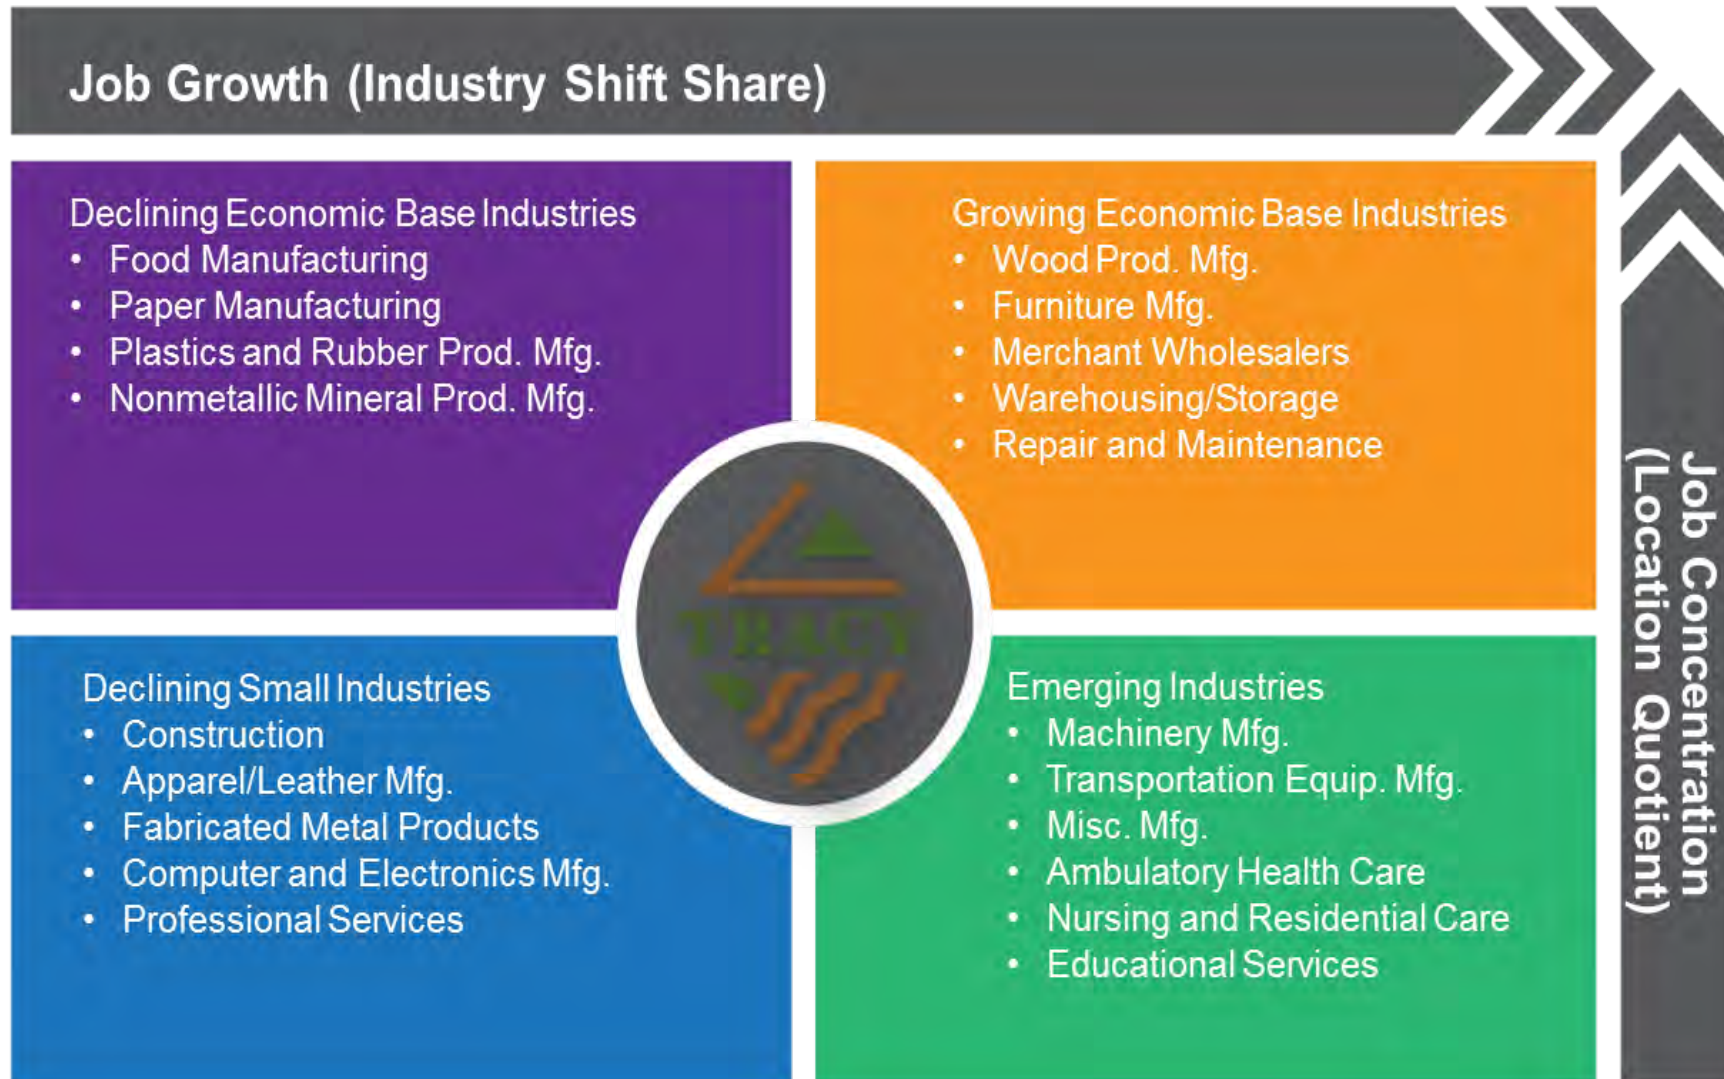 Job Growth (Industry Shift Share)
Declining Economic Base Industries
• Food Manufacturing
• Paper Manufacturing
• Plastics and Rubber Prod. Mfg.
• Nonmetallic Mineral Prod. Mfg.
Growing Economic Base Industries
• Wood Prod. Mfg.
• Furniture Mfg.
• Merchant Wholesalers
• Warehousing/Storage
• Repair and Maintenance
TRACY
Declining Small Industries
• Construction
• Apparel/Leather Mfg.
• Fabricated Metal Products
• Computer and Electronics Mfg.
• Professional Services
Emerging Industries
• Machinery Mfg.
• Transportation Equip. Mfg.
• Misc. Mfg.
• Ambulatory Health Care
• Nursing and Residential Care
• Educational Services
Job Concentration
(Location Quotient)